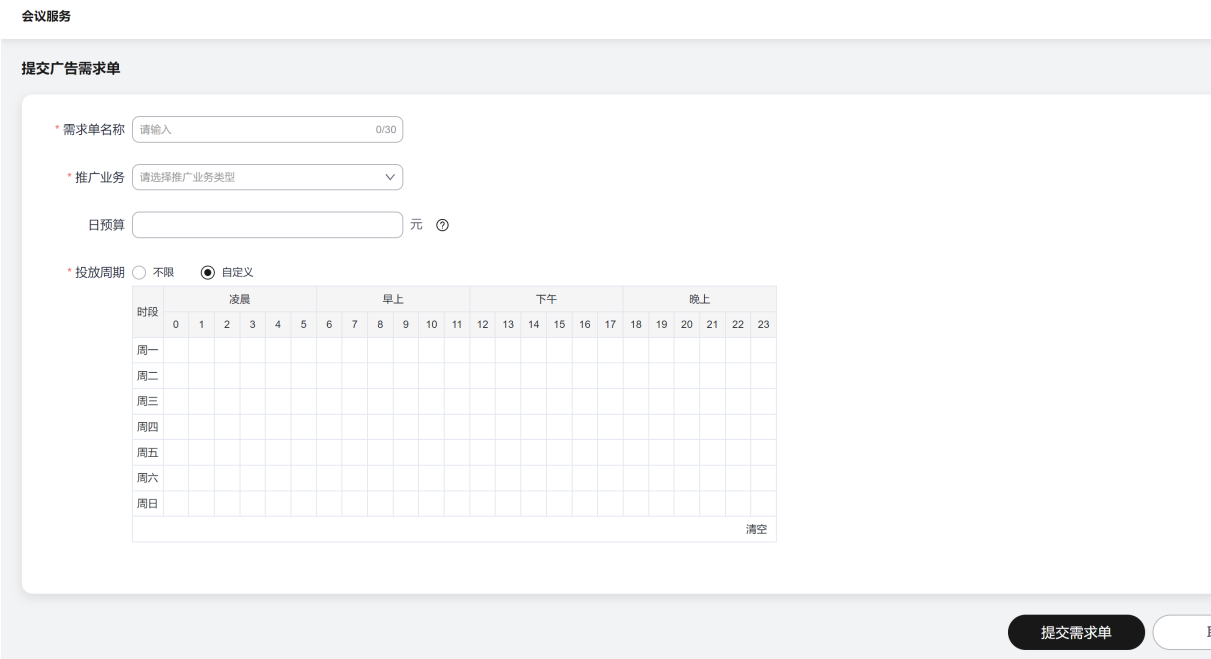 会议服务
提交广告需求单
* 需求单名称 请输入 0/30
* 推广业务 请选择推广业务类型
日预算 元 ?
* 投放周期 不限 自定义
时段 凌晨 早上 下午 晚上
0 1 2 3 4 5 6 7 8 9 10 11 12 13 14 15 16 17 18 19 20 21 22 23
周一
周二
周三
周四
周五
周六
周日
清空
提交需求单